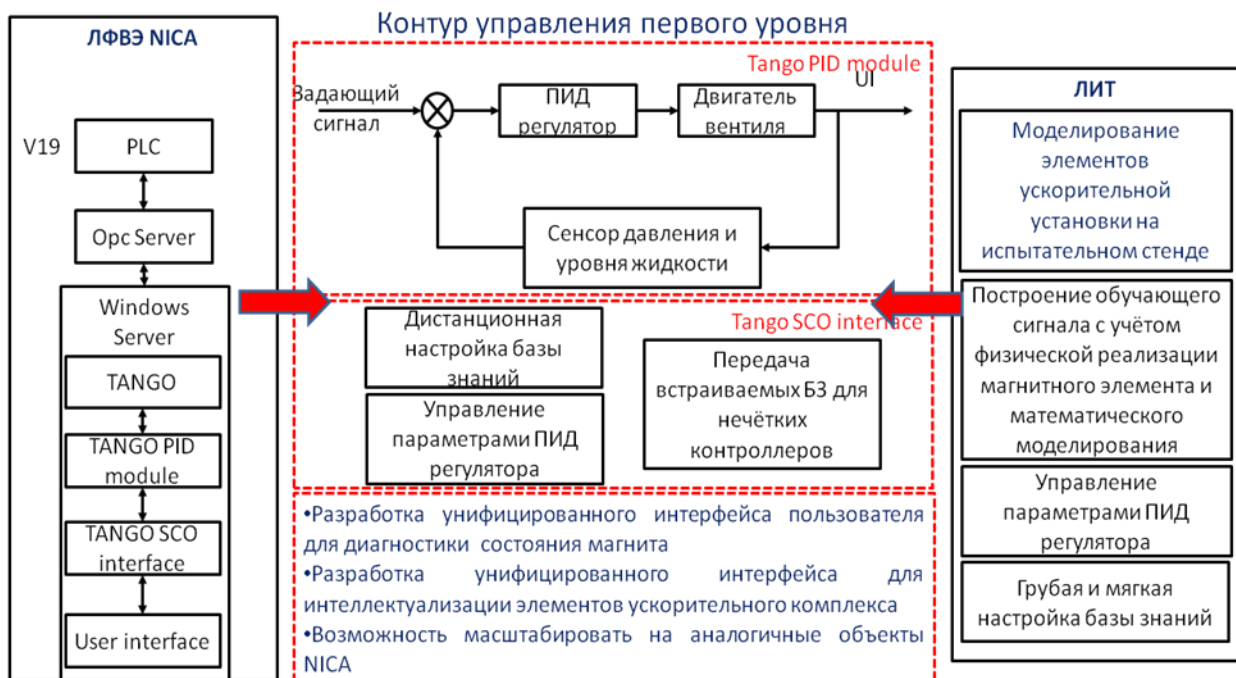 Контур управления первого уровня
ЛФВЭ NICA
V19
PLC
Opc Server
Windows
Server
TANGO
TANGO PID
module
TANGO SCO
interface
User interface
Tango PID module
UI
Задающий
сигнал
ПИД
регулятор
Двигатель
вентиля
Сенсор давления и
уровня жидкости
Tango SCO interface
Дистанционная
настройка базы
знаний
Управление
параметрами ПИД
регулятора
Передача
встраиваемых БЗ для
нечётких
контроллеров
•Разработка унифицированного интерфейса пользователя
для диагностики состояния магнита
•Разработка унифицированного интерфейса для
интеллектуализации элементов ускорительного комплекса
•Возможность масштабировать на аналогичные объекты
NICA
ЛИТ
Моделирование
элементов
ускорительной
установки на
испытательном стенде
Построение обучающего
сигнала с учётом
физической реализации
магнитного элемента и
математического
моделирования
Управление
параметрами ПИД
регулятора
Грубая и мягкая
настройка базы знаний